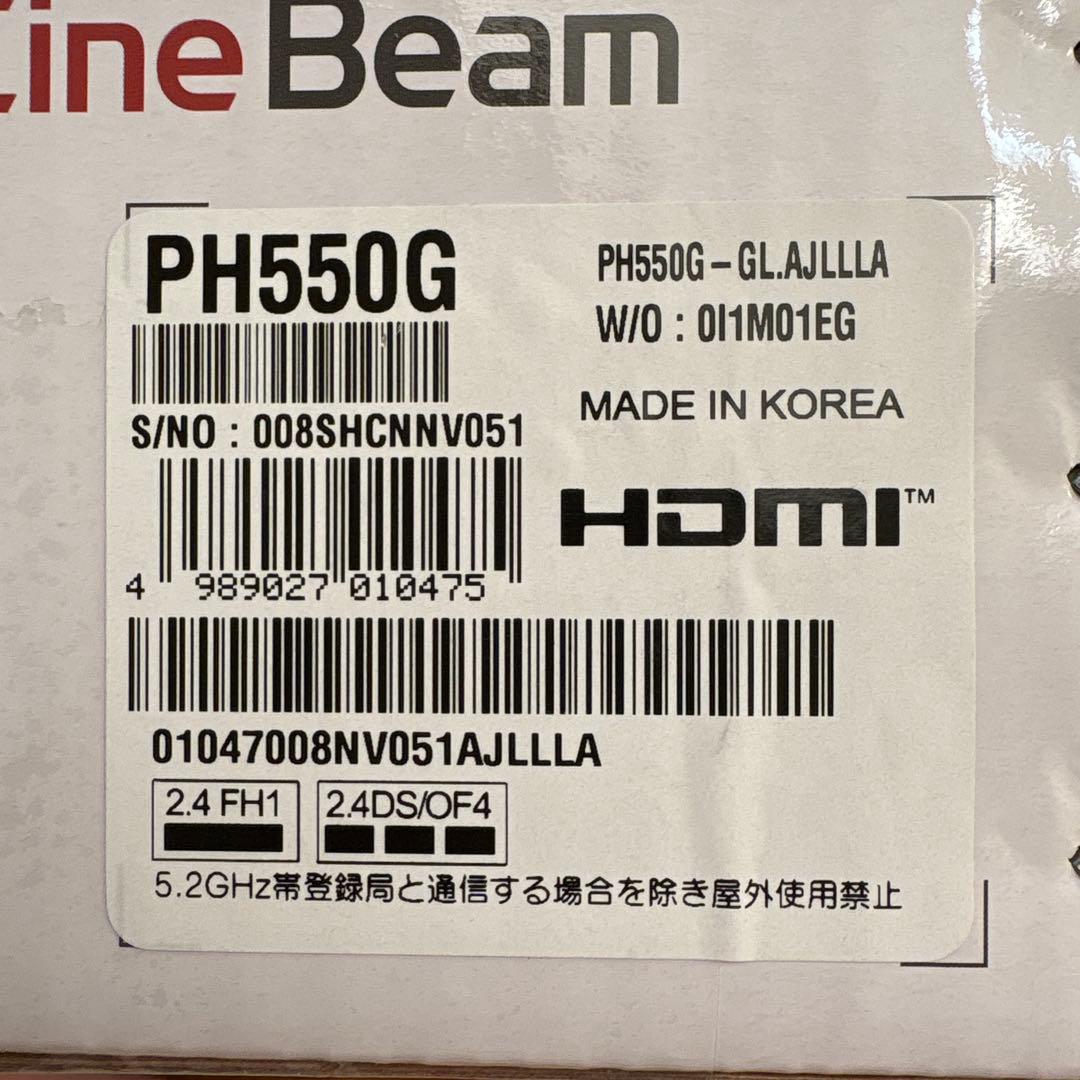 CineBeam
PH550G
PH550G-GL.AJLLLA
W/O : 0I1M01EG
S/NO : 008SHCNNV051
MADE IN KOREA
HDMI™
4 989027 010475
01047008NV051AJLLLA
2.4 FH1
2.4DS/OF4
5.2GHz帯登録局と通信する場合を除き屋外使用禁止